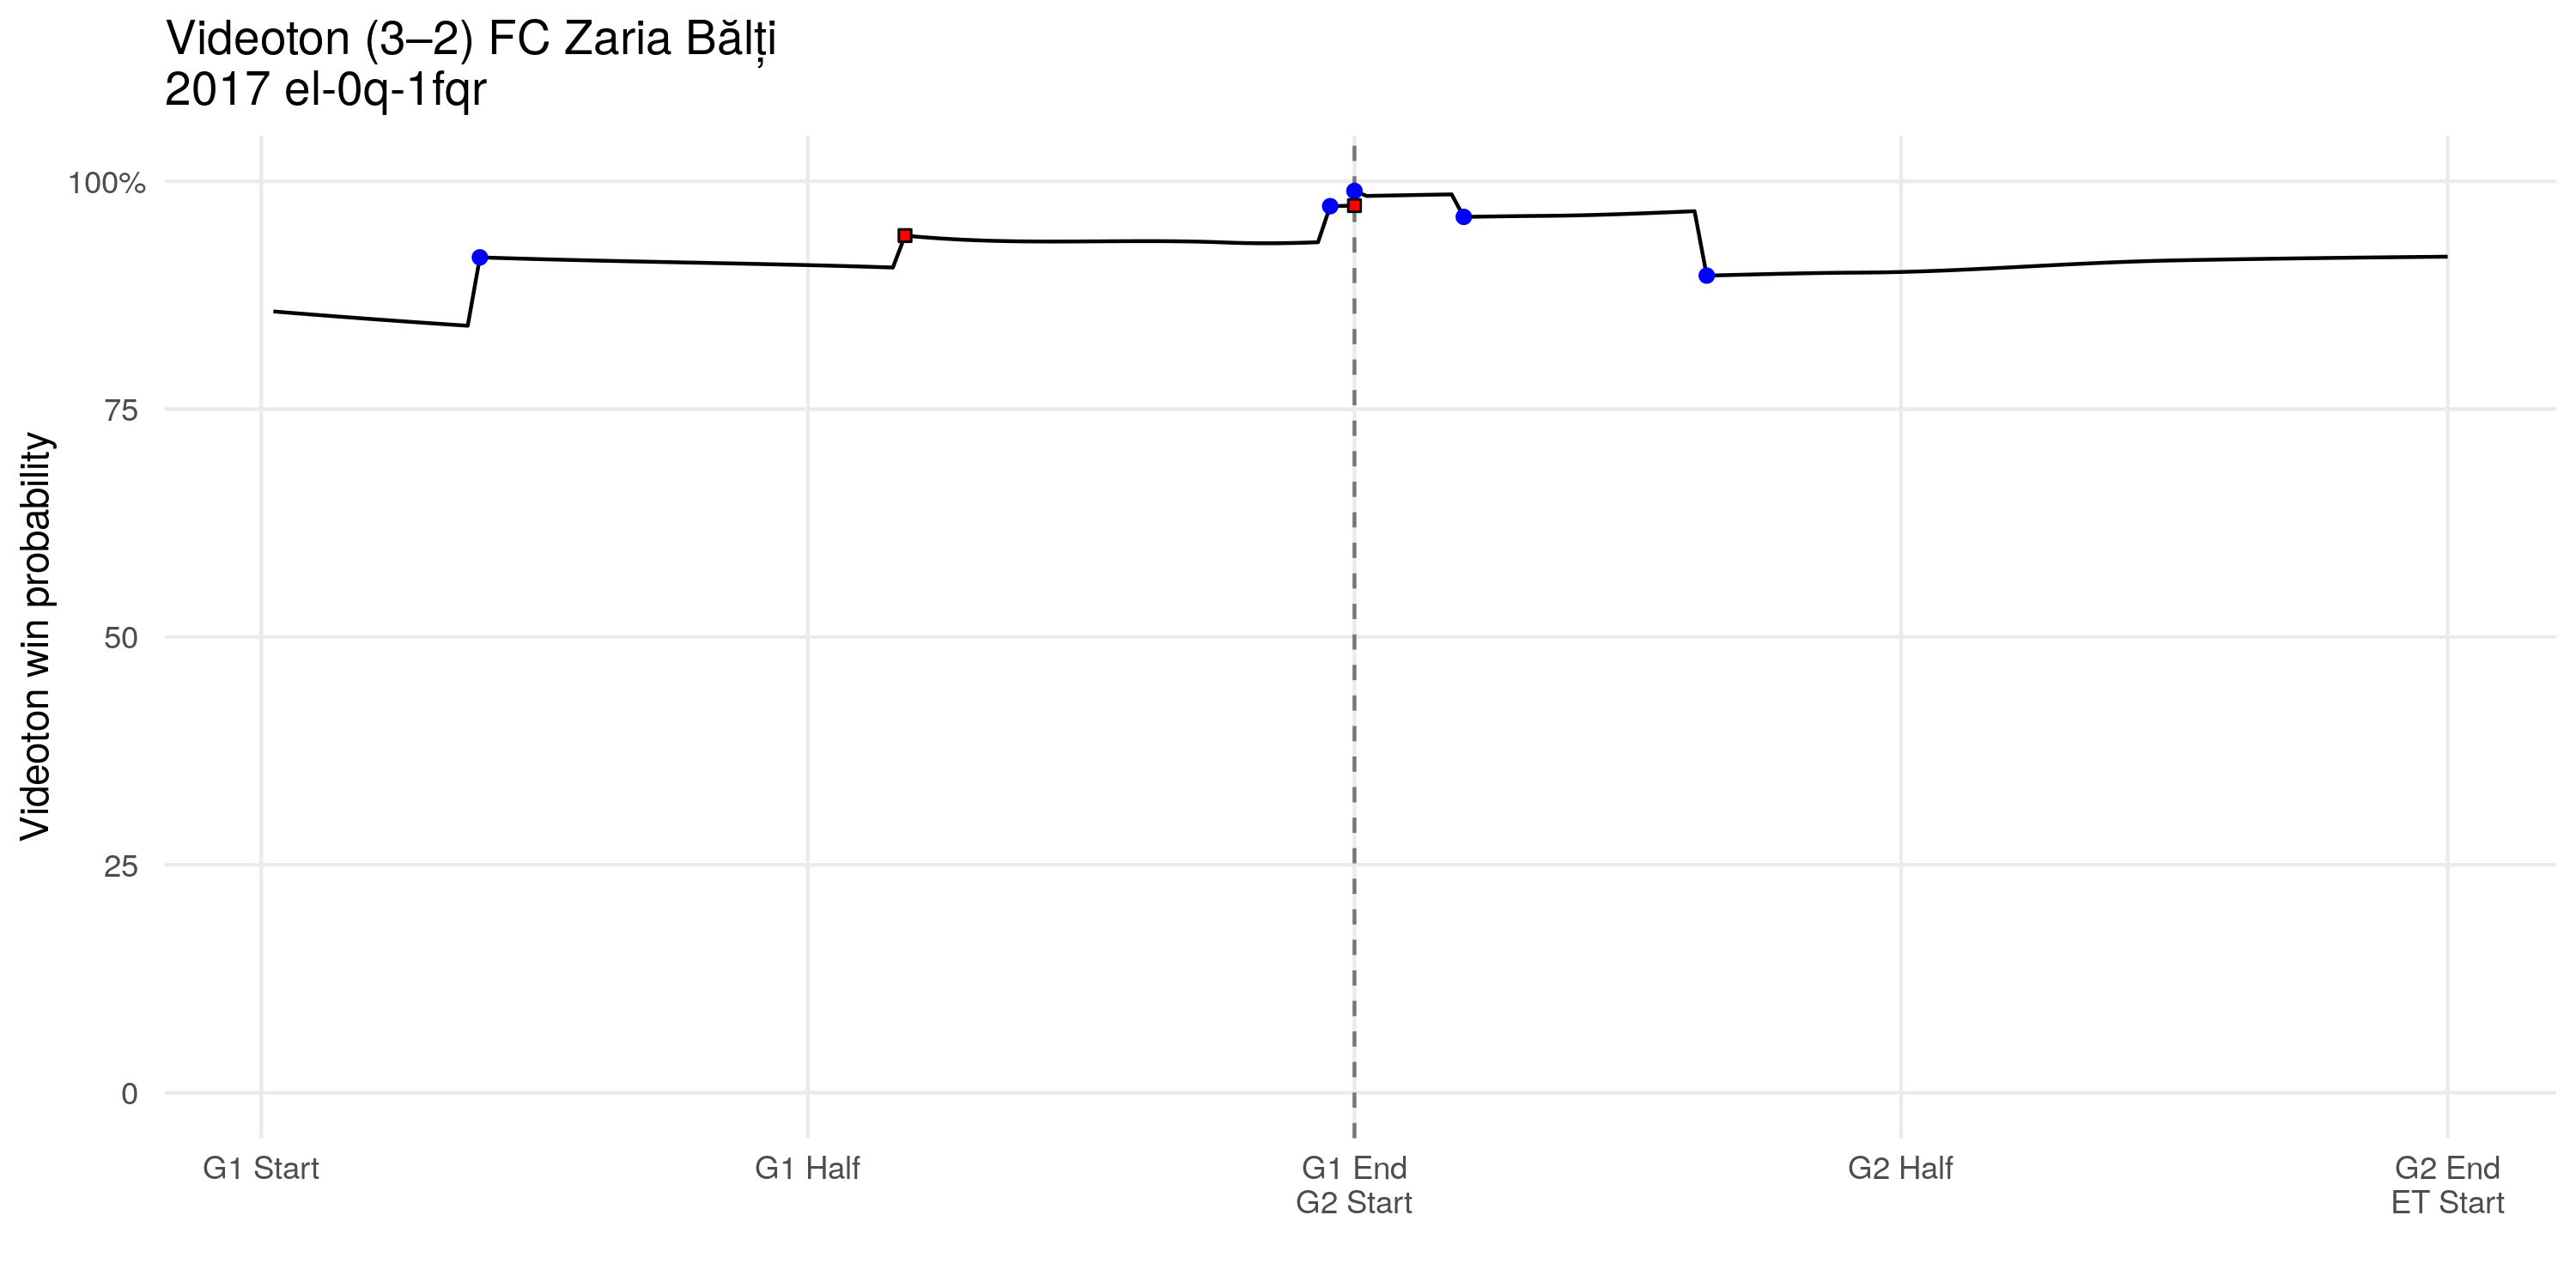 Videoton (3–2) FC Zaria Bălți
2017 el-0q-1fqr
Videoton win probability
100%
75
50
25
0
G1 Start
G1 Half
G1 End
G2 Start
G2 Half
G2 End
ET Start